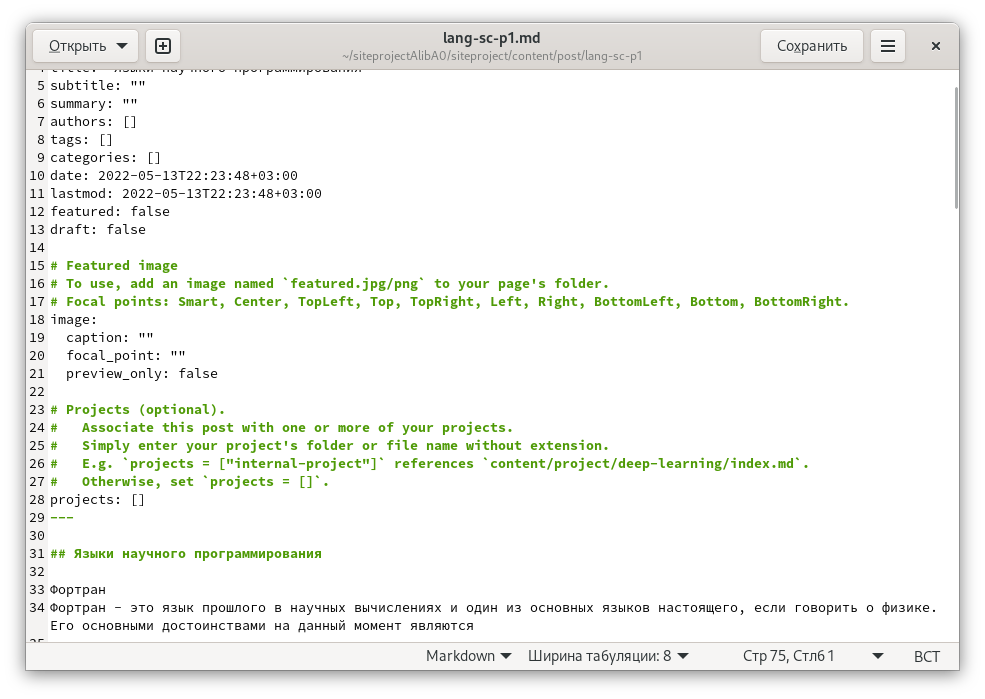 Открыть
lang-sc-p1.md
~/siteprojectAlibA0/siteproject/content/post/lang-sc-p1
Сохранить
4 title: "Языки научного программирования"
5 subtitle: ""
6 summary: ""
7 authors: []
8 tags: []
9 categories: []
10 date: 2022-05-13T22:23:48+03:00
11 lastmod: 2022-05-13T22:23:48+03:00
12 featured: false
13 draft: false
14
15 # Featured image
16 # To use, add an image named `featured.jpg/png` to your page's folder.
17 # Focal points: Smart, Center, TopLeft, Top, TopRight, Left, Right, BottomLeft, Bottom, BottomRight.
18 image:
19   caption: ""
20   focal_point: ""
21   preview_only: false
22
23 # Projects (optional).
24 #   Associate this post with one or more of your projects.
25 #   Simply enter your project's folder or file name without extension.
26 #   E.g. `projects = ["internal-project"]` references `content/project/deep-learning/index.md`.
27 #   Otherwise, set `projects = []`.
28 projects: []
29 ---
30
31 ## Языки научного программирования
32
33 Фортран
34 Фортран - это язык прошлого в научных вычислениях и один из основных языков настоящего, если говорить о физике.
Его основными достоинствами на данный момент являются
35
Markdown Ширина табуляции: 8 Стр 75, Стлб 1 ВСТ